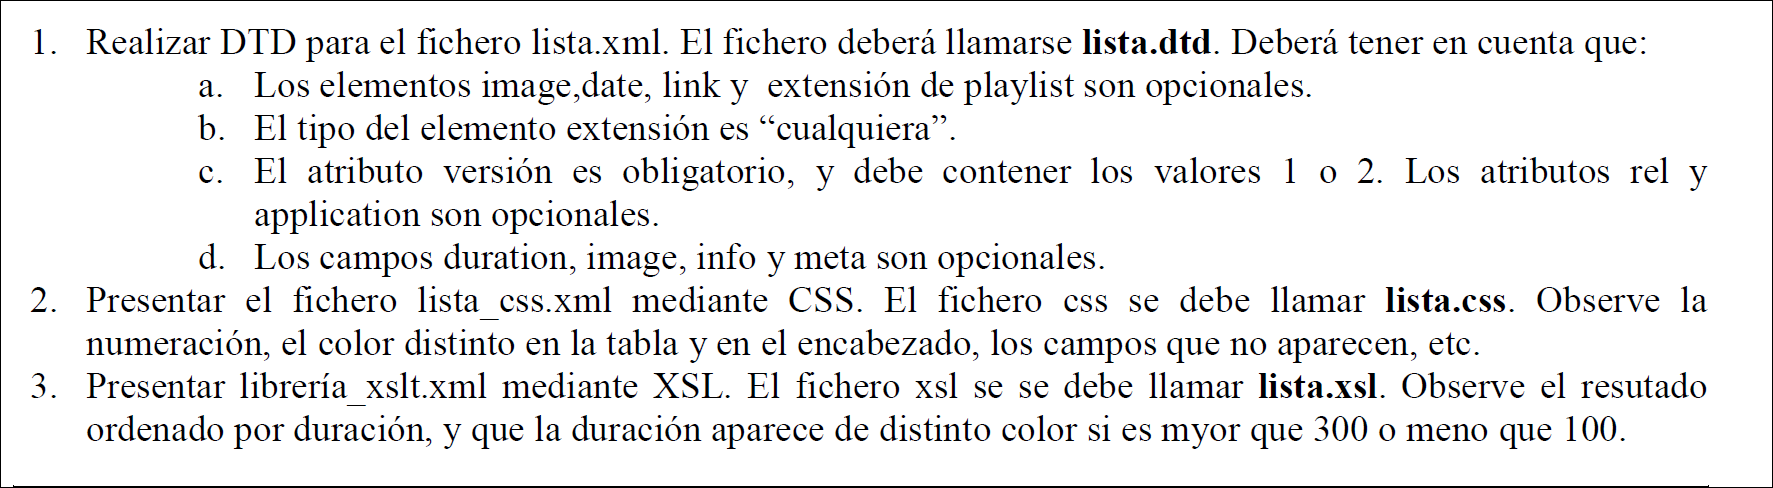 1. Realizar DTD para el fichero lista.xml. El fichero deberá llamarse lista.dtd. Deberá tener en cuenta que:
a. Los elementos image,date, link y extensión de playlist son opcionales.
b. El tipo del elemento extensión es “cualquiera”.
c. El atributo versión es obligatorio, y debe contener los valores 1 o 2. Los atributos rel y
application son opcionales.
d. Los campos duration, image, info y meta son opcionales.
2. Presentar el fichero lista_css.xml mediante CSS. El fichero css se debe llamar lista.css. Observe la
numeración, el color distinto en la tabla y en el encabezado, los campos que no aparecen, etc.
3. Presentar librería_xslt.xml mediante XSL. El fichero xsl se se debe llamar lista.xsl. Observe el resutado
ordenado por duración, y que la duración aparece de distinto color si es myor que 300 o meno que 100.